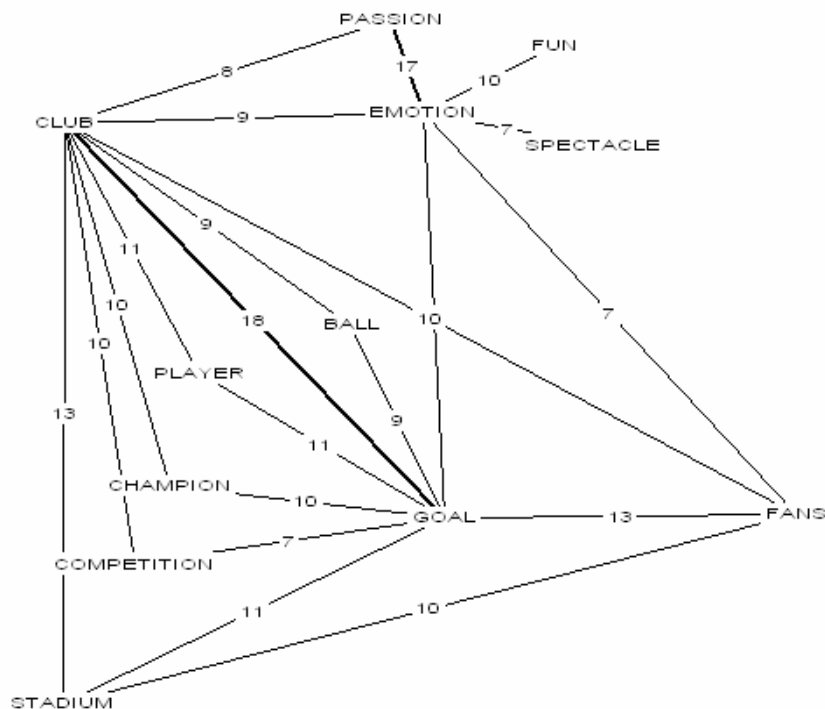 PASSION
FUN
17
8
10
CLUB
9
EMOTION
7
SPECTACLE
9
11
10
18
BALL
10
7
10
PLAYER
13
9
11
CHAMPION
10
GOAL
13
FANS
7
COMPETITION
11
10
STADIUM